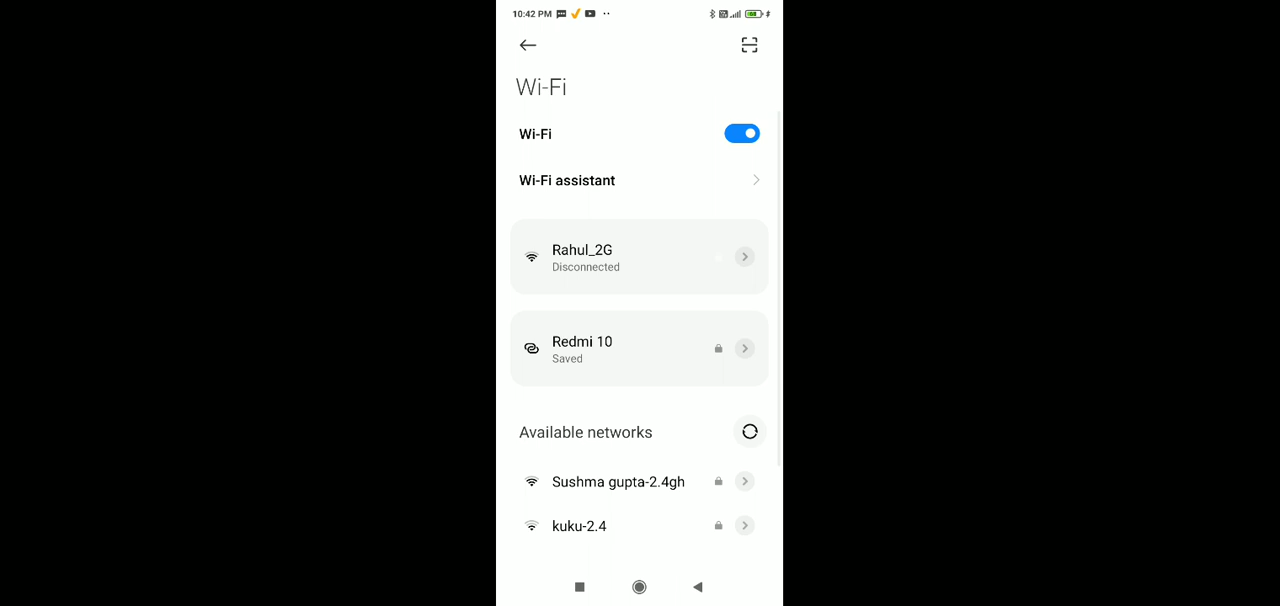 10:42 PM
Wi-Fi
Wi-Fi
Wi-Fi assistant
Rahul_2G
Disconnected
Redmi 10
Saved
Available networks
Sushma gupta-2.4gh
kuku-2.4